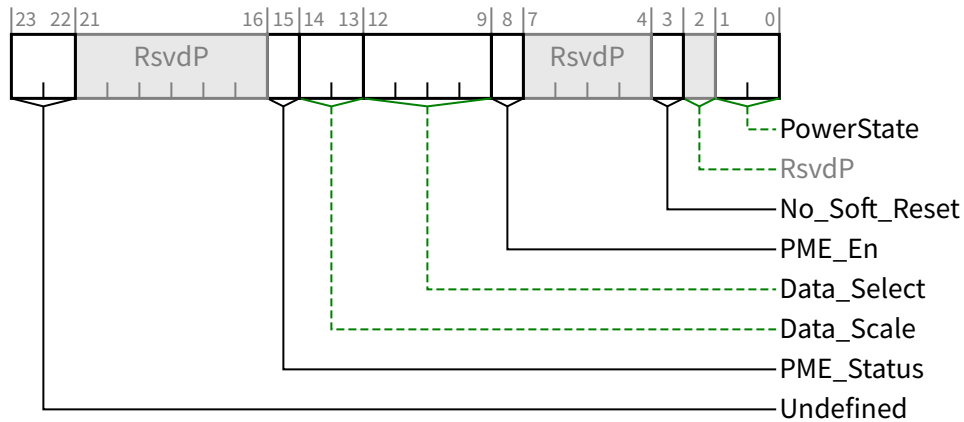 23 22 21 16 15 14 13 12 9 8 7 4 3 2 1 0
RsvdP RsvdP
PowerState
RsvdP
No_Soft_Reset
PME_En
Data_Select
Data_Scale
PME_Status
Undefined